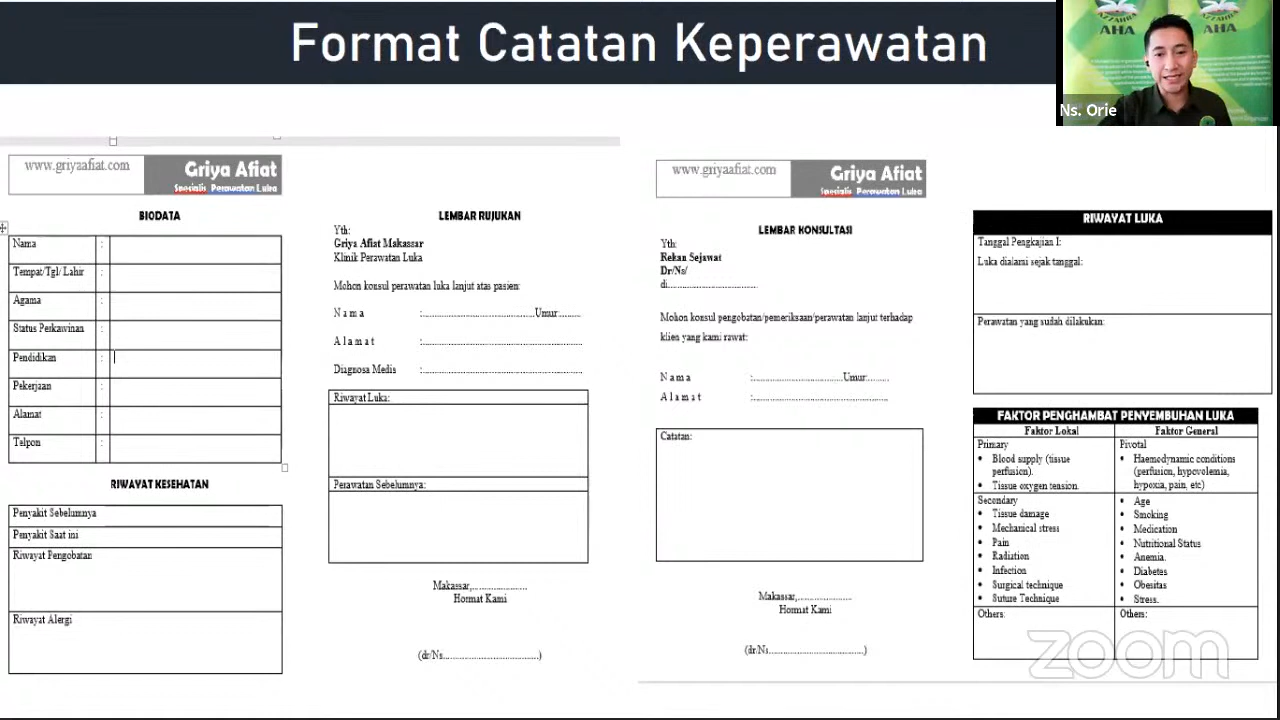 Format Catatan Keperawatan
AHA
AHA
Ns. Orie
www.griyaafiat.com
Griya Afiat
Spesialis Perawatan Luka
BIODATA
Nama :
Tempat/Tgl/ Lahir :
Agama :
Status Perkawinan :
Pendidikan :
Pekerjaan :
Alamat :
Telpon :
RIWAYAT KESEHATAN
Penyakit Sebelumnya
Penyakit Saat ini
Riwayat Pengobatan
Riwayat Alergi
LEMBAR RUJUKAN
Yth:
Griya Afiat Makassar
Klinik Perawatan Luka
Mohon konsul perawatan luka lanjut atas pasien:
N a m a :......................................Umur........
A l a m a t :......................................................
Diagnosa Medis :......................................................
Riwayat Luka:
Perawatan Sebelumnya:
Makassar,...................
Hormat Kami
(dr/Ns.................................)
www.griyaafiat.com
Griya Afiat
Spesialis Perawatan Luka
LEMBAR KONSULTASI
Yth:
Rekan Sejawat
Dr/Ns/
di................................
Mohon konsul pengobatan/pemeriksaan/perawatan lanjut terhadap
klien yang kami rawat:
N a m a :................................Umur........
A l a m a t :................................................
Catatan:
Makassar,...................
Hormat Kami
(dr/Ns.................................)
RIWAYAT LUKA
Tanggal Pengkajian I:
Luka dialami sejak tanggal:
Perawatan yang sudah dilakukan:
FAKTOR PENGHAMBAT PENYEMBUHAN LUKA
Faktor Lokal
Primary
• Blood supply (tissue
perfusion).
• Tissue oxygen tension.
Secondary
• Tissue damage
• Mechanical stress
• Pain
• Radiation
• Infection
• Surgical technique
• Suture Technique
Others:
Faktor General
Pivotal
• Haemodynamic conditions
(perfusion, hypovolemia,
hypoxia, pain, etc)
• Age
• Smoking
• Medication
• Nutritional Status
• Anemia.
• Diabetes
• Obesitas
• Stress.
Others:
zoom